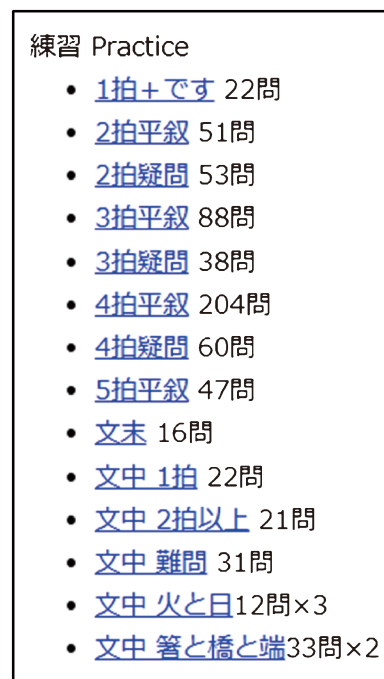 練習 Practice
• 1拍+です 22問
• 2拍平叙 51問
• 2拍疑問 53問
• 3拍平叙 88問
• 3拍疑問 38問
• 4拍平叙 204問
• 4拍疑問 60問
• 5拍平叙 47問
• 文末 16問
• 文中 1拍 22問
• 文中 2拍以上 21問
• 文中 難問 31問
• 文中 火と日12問×3
• 文中 箸と橋と端33問×2